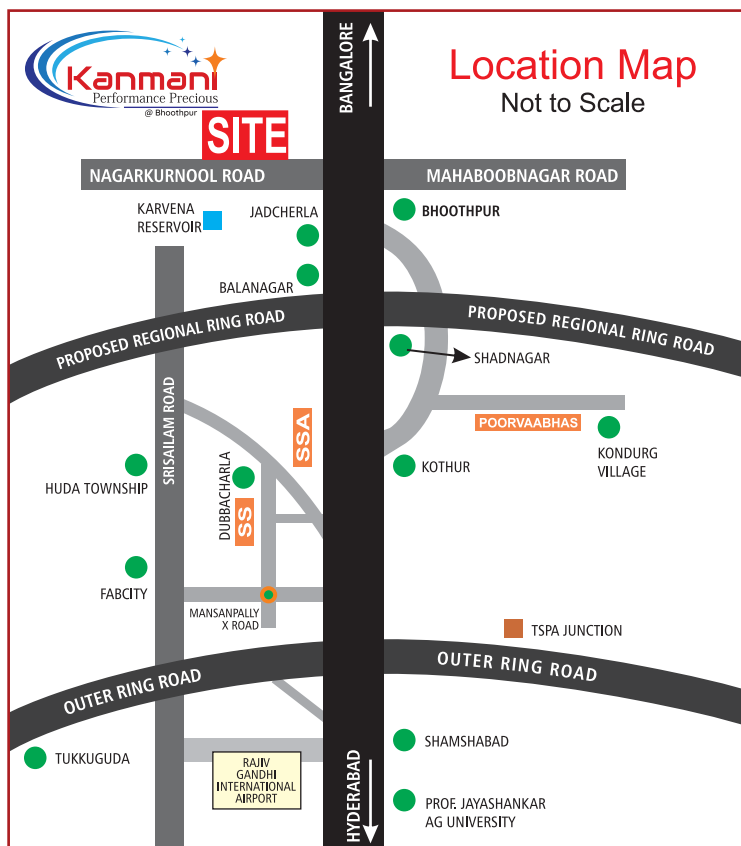 Kanmani
Performance Precious
@ Bhoothpur
Location Map
Not to Scale
BANGALORE
SITE
NAGARKURNOOL ROAD
MAHABOOBNAGAR ROAD
KARVENA
RESERVOIR
JADCHERLA
BHOOTHPUR
BALANAGAR
PROPOSED REGIONAL RING ROAD
PROPOSED REGIONAL RING ROAD
SHADNAGAR
SRISAILAM ROAD
SSA
POORVAABHAS
KONDURG
VILLAGE
HUDA TOWNSHIP
DUBBACHARLA
SS
KOTHUR
FABCITY
MANSANPALLY
X ROAD
TSPA JUNCTION
OUTER RING ROAD
OUTER RING ROAD
TUKKUGUDA
RAJIV
GANDHI
INTERNATIONAL
AIRPORT
HYDERABAD
SHAMSHABAD
PROF. JAYASHANKAR
AG UNIVERSITY